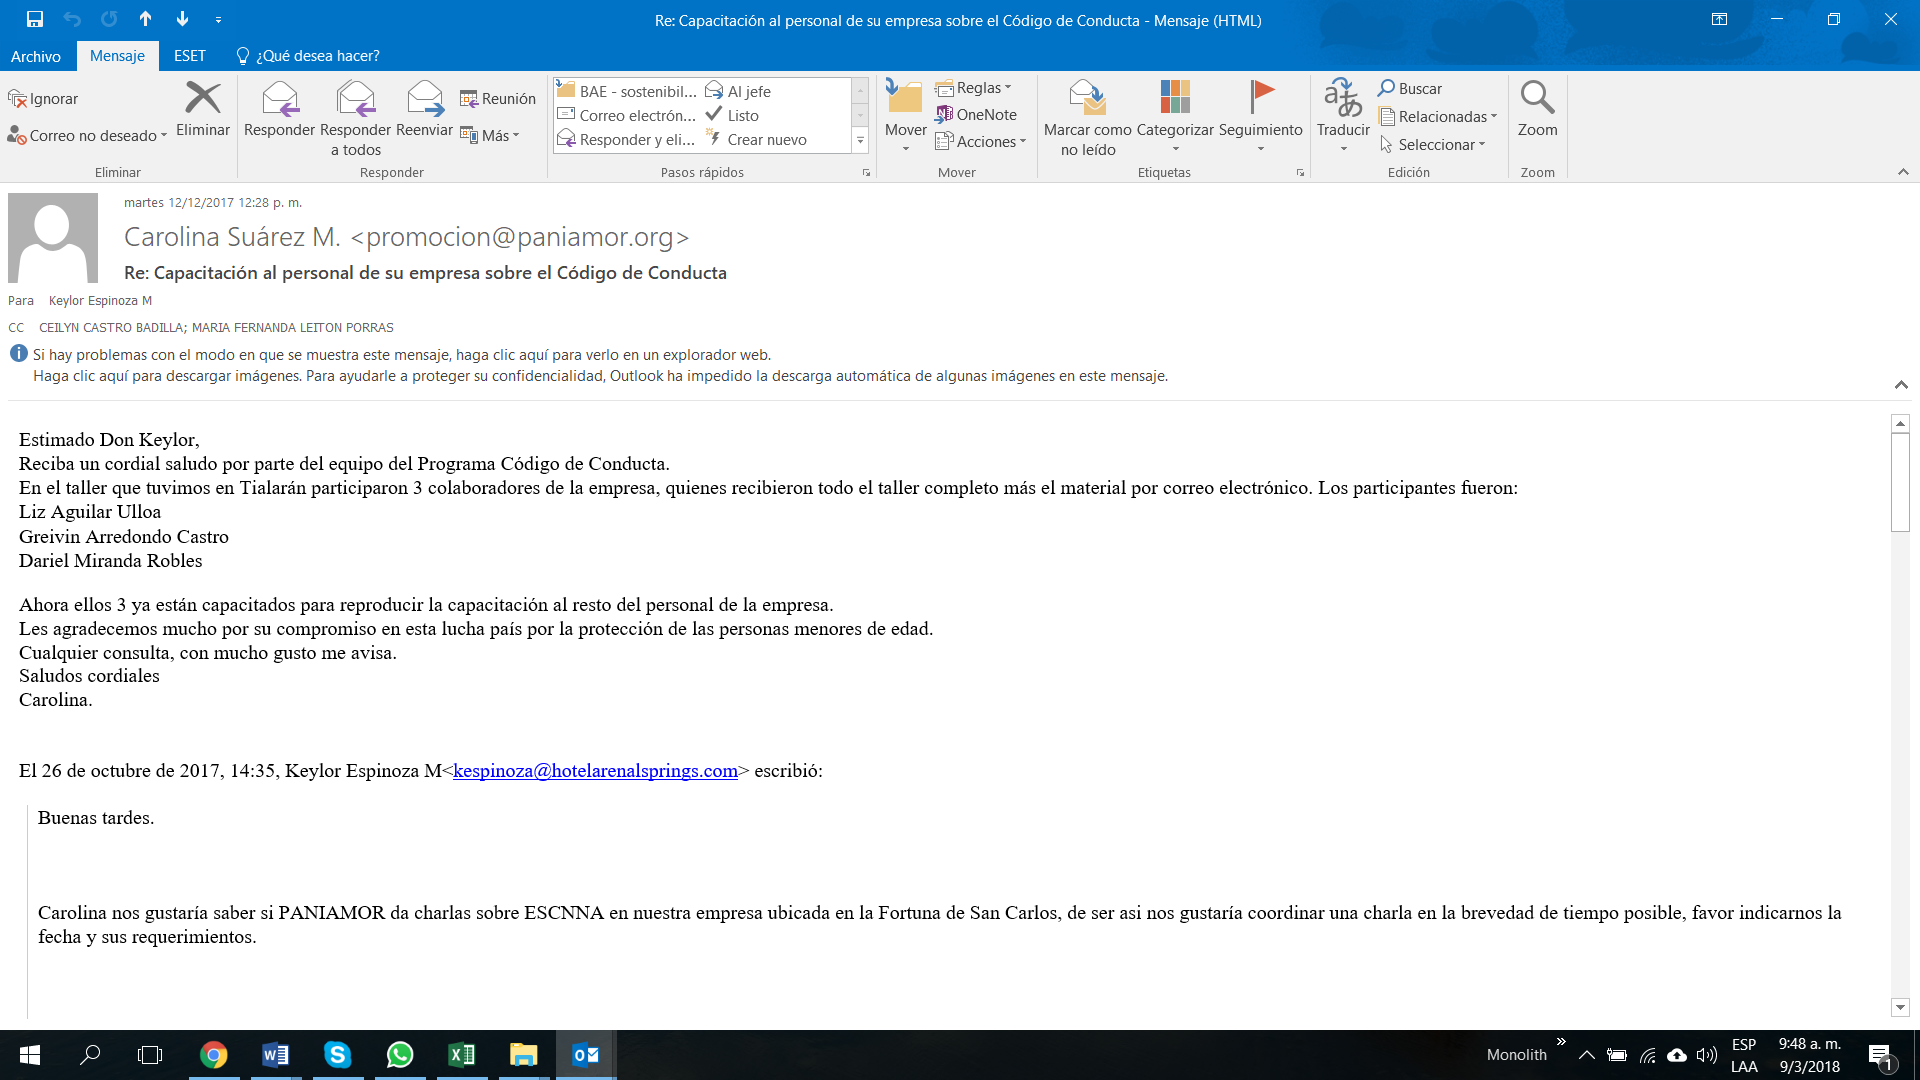 Re: Capacitación al personal de su empresa sobre el Código de Conducta - Mensaje (HTML)
Archivo
Mensaje
ESET
¿Qué desea hacer?
Ignorar
Correo no deseado
Eliminar
Eliminar
Responder
Responder a todos
Reenviar
Reunión
Más
Responder
BAE - sostenibil...
Correo electrón...
Responder y eli...
Al jefe
Listo
Crear nuevo
Pasos rápidos
Mover
Reglas
OneNote
Acciones
Mover
Marcar como no leído
Categorizar
Seguimiento
Etiquetas
Traducir
Buscar
Relacionadas
Seleccionar
Edición
Zoom
Zoom
martes 12/12/2017 12:28 p. m.
Carolina Suárez M. <promocion@paniamor.org>
Re: Capacitación al personal de su empresa sobre el Código de Conducta
Para Keylor Espinoza M
CC CEILYN CASTRO BADILLA; MARIA FERNANDA LEITON PORRAS
Si hay problemas con el modo en que se muestra este mensaje, haga clic aquí para verlo en un explorador web.
Haga clic aquí para descargar imágenes. Para ayudarle a proteger su confidencialidad, Outlook ha impedido la descarga automática de algunas imágenes en este mensaje.
Estimado Don Keylor,
Reciba un cordial saludo por parte del equipo del Programa Código de Conducta.
En el taller que tuvimos en Tialarán participaron 3 colaboradores de la empresa, quienes recibieron todo el taller completo más el material por correo electrónico. Los participantes fueron:
Liz Aguilar Ulloa
Greivin Arredondo Castro
Dariel Miranda Robles
Ahora ellos 3 ya están capacitados para reproducir la capacitación al resto del personal de la empresa.
Les agradecemos mucho por su compromiso en esta lucha país por la protección de las personas menores de edad.
Cualquier consulta, con mucho gusto me avisa.
Saludos cordiales
Carolina.
El 26 de octubre de 2017, 14:35, Keylor Espinoza M<kespinoza@hotelarenalsprings.com> escribió:
Buenas tardes.
Carolina nos gustaría saber si PANIAMOR da charlas sobre ESCNNA en nuestra empresa ubicada en la Fortuna de San Carlos, de ser asi nos gustaría coordinar una charla en la brevedad de tiempo posible, favor indicarnos la
fecha y sus requerimientos.
Monolith
ESP
LAA
9:48 a. m.
9/3/2018
1